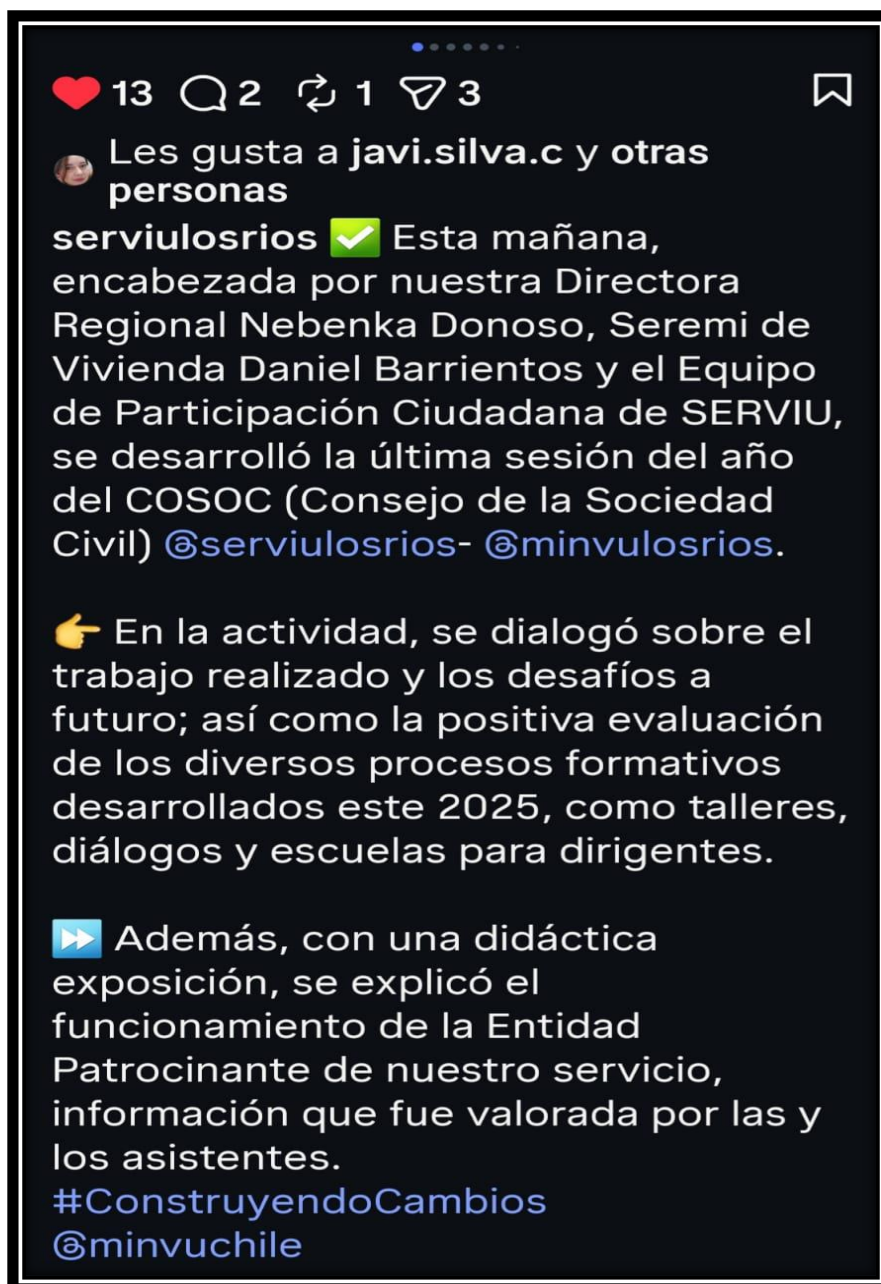 13 2 1 3
Les gusta a javi.silva.c y otras
personas
serviulosrios ✅ Esta mañana,
encabezada por nuestra Directora
Regional Nebenka Donoso, Seremi de
Vivienda Daniel Barrientos y el Equipo
de Participación Ciudadana de SERVIU,
se desarrolló la última sesión del año
del COSOC (Consejo de la Sociedad
Civil) @serviulosrios- @minvulosrios.
👉 En la actividad, se dialogó sobre el
trabajo realizado y los desafíos a
futuro; así como la positiva evaluación
de los diversos procesos formativos
desarrollados este 2025, como talleres,
diálogos y escuelas para dirigentes.
⏩ Además, con una didáctica
exposición, se explicó el
funcionamiento de la Entidad
Patrocinante de nuestro servicio,
información que fue valorada por las y
los asistentes.
#ConstruyendoCambios
@minvuchile